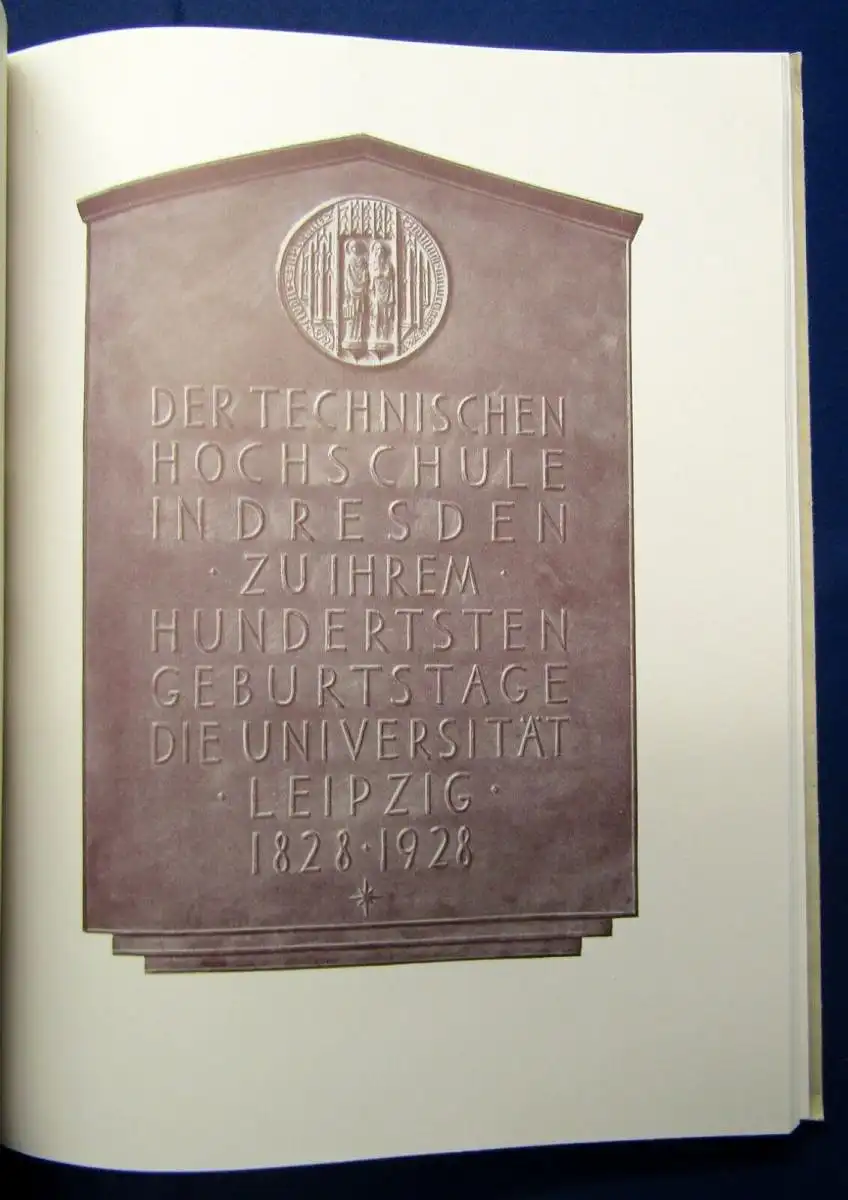 DER TECHNISCHEN
HOCHSCHULE
IN DRESDEN
· ZU IHREM ·
HUNDERTSTEN
GEBURTSTAGE
DIE UNIVERSITÄT
· LEIPZIG ·
1828 · 1928